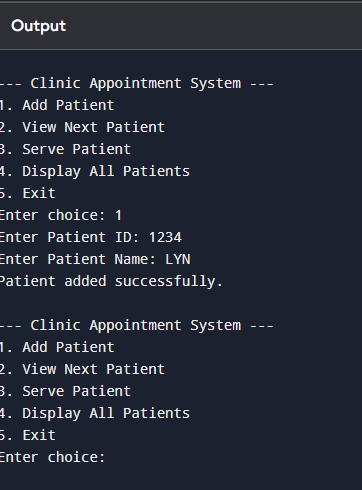 Output
--- Clinic Appointment System ---
1. Add Patient
2. View Next Patient
3. Serve Patient
4. Display All Patients
5. Exit
Enter choice: 1
Enter Patient ID: 1234
Enter Patient Name: LYN
Patient added successfully.
--- Clinic Appointment System ---
1. Add Patient
2. View Next Patient
3. Serve Patient
4. Display All Patients
5. Exit
Enter choice: